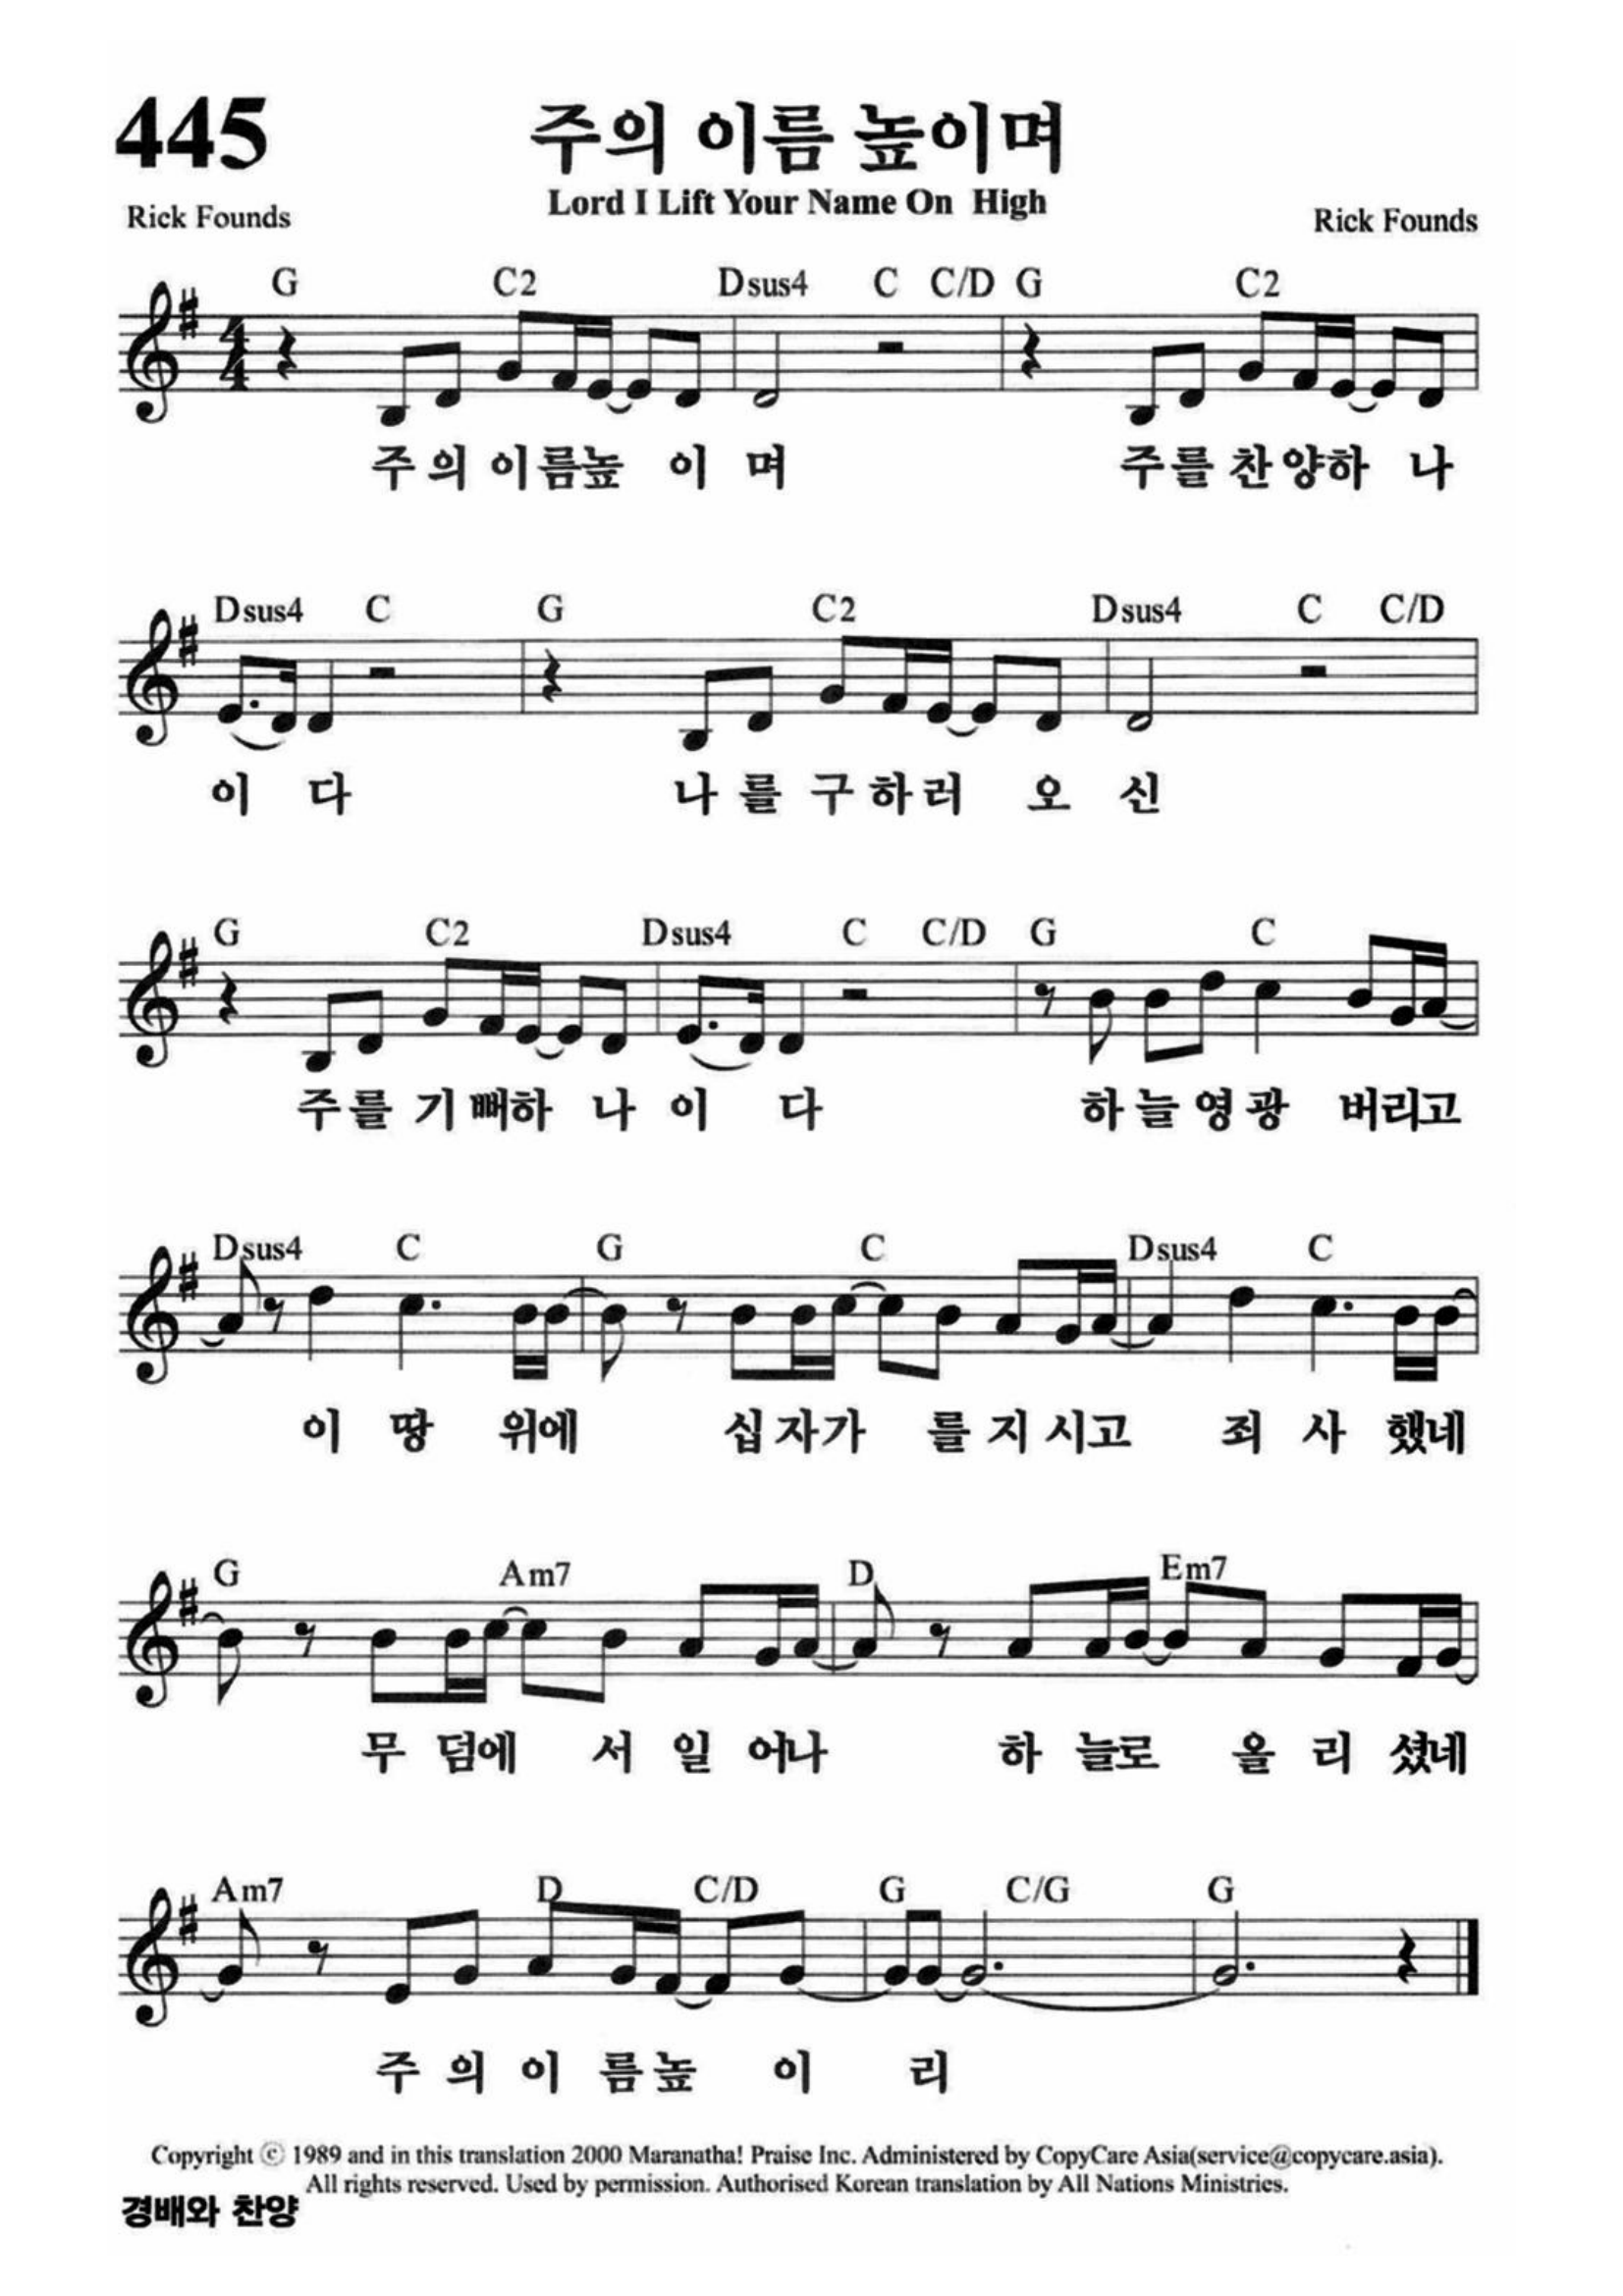 445
주의 이름 높이며
Lord I Lift Your Name On High
Rick Founds
Rick Founds
G C2 Dsus4 C C/D G C2
주의 이름높 이 며 주를 찬양하 나
Dsus4 C G C2 Dsus4 C C/D
이 다 나를 구하러 오 신
G C2 Dsus4 C C/D G C
주를 기뻐하 나 이 다 하늘영광 버리고
Dsus4 C G C Dsus4 C
이 땅 위에 십자가 를지시고 죄 사 했네
G Am7 D Em7
무 덤에 서 일 어나 하 늘로 올 리 셨네
Am7 D C/D G C/G G
주 의 이 름높 이 리
Copyright © 1989 and in this translation 2000 Maranatha! Praise Inc. Administered by CopyCare Asia(service@copycare.asia).
All rights reserved. Used by permission. Authorised Korean translation by All Nations Ministries.
경배와 찬양